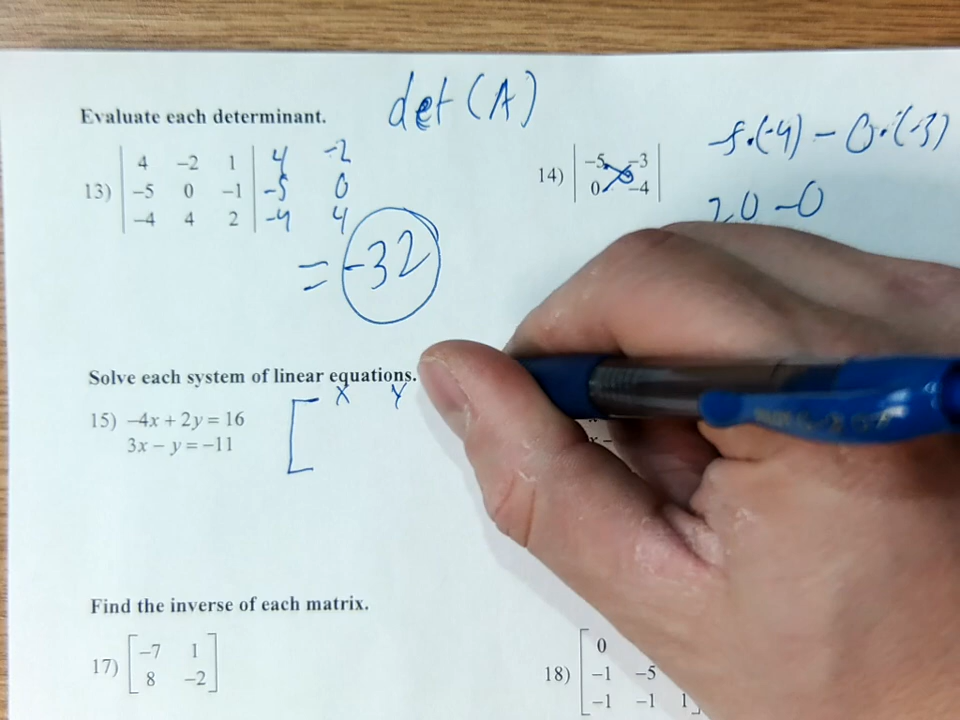 det(A)
Evaluate each determinant.
13) | 4 −2 1 | 4 -2
| −5 0 −1 | -5 0
| −4 4 2 | -4 4
= -32
14) | −5 −3 |
| 0 −4 |
-5·(-4) - 0·(-3)
20 - 0
Solve each system of linear equations.
15) −4x + 2y = 16
3x − y = −11
[ x y
Find the inverse of each matrix.
17) [ −7 1 ]
[ 8 −2 ]
18) [ 0
−1 −5
−1 −1 1 ]